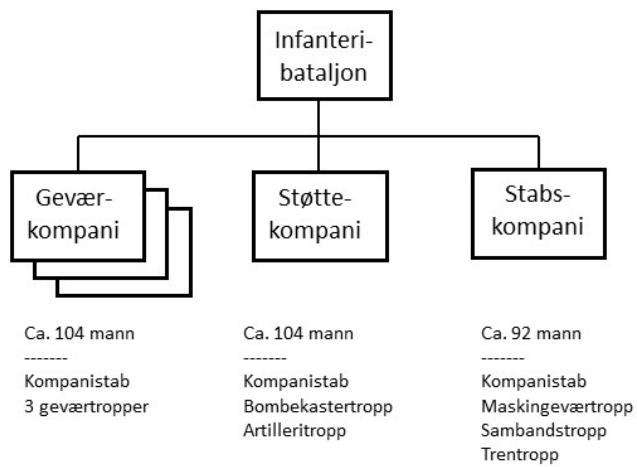 Infanteri-
bataljon
Gevær-
kompani
Støtte-
kompani
Stabs-
kompani
Ca. 104 mann
-------
Kompanistab
3 geværtropper
Ca. 104 mann
-------
Kompanistab
Bombekastertropp
Artilleritropp
Ca. 92 mann
-------
Kompanistab
Maskingeværtropp
Sambandstropp
Trentropp